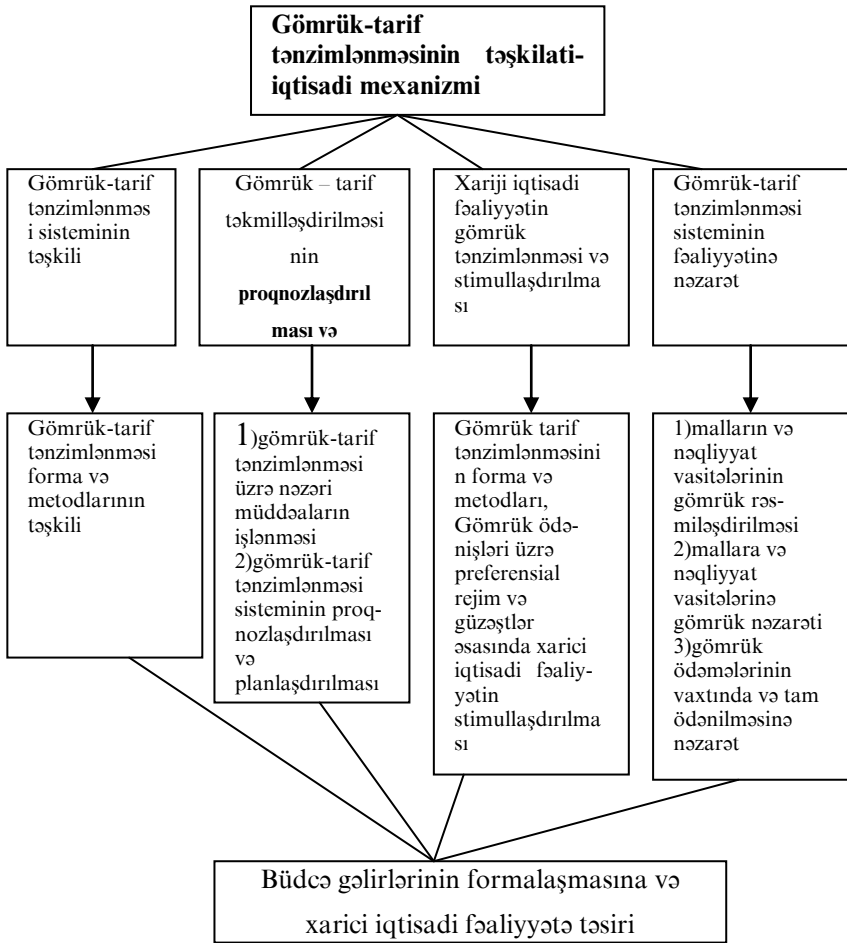 Gömrük-tarif
tənzimlənməsinin təşkilati-
iqtisadi mexanizmi
Gömrük-tarif
tənzimlənməs
i sisteminin
təşkili
Gömrük – tarif
təkmilləşdirilməsi
nin
proqnozlaşdırıl
ması və
Xariji iqtisadi
fəaliyyətin
gömrük
tənzimlənməsi və
stimullaşdırılma
sı
Gömrük-tarif
tənzimlənməsi
sisteminin
fəaliyyətinə
nəzarət
Gömrük-tarif
tənzimlənməsi
forma və
metodlarının
təşkili
1)gömrük-tarif
tənzimlənməsi
üzrə nəzəri
müddəaların
işlənməsi
2)gömrük-tarif
tənzimlənməsi
sisteminin proq-
nozlaşdırılması
və
planlaşdırılması
Gömrük tarif
tənzimlənməsini
n forma və
metodları,
Gömrük ödə-
nişləri üzrə
preferensial
rejim və
güzəştlər
əsasında xarici
iqtisadi fəaliy-
yətin
stimullaşdırılma
sı
1)malların və
nəqliyyat
vasitələrinin
gömrük rəs-
miləşdirilməsi
2)mallara və
nəqliyyat
vasitələrinə
gömrük nəzarəti
3)gömrük
ödəmələrinin
vaxtında və tam
ödənilməsinə
nəzarət
Büdcə gəlirlərinin formalaşmasına və
xarici iqtisadi fəaliyyətə təsiri